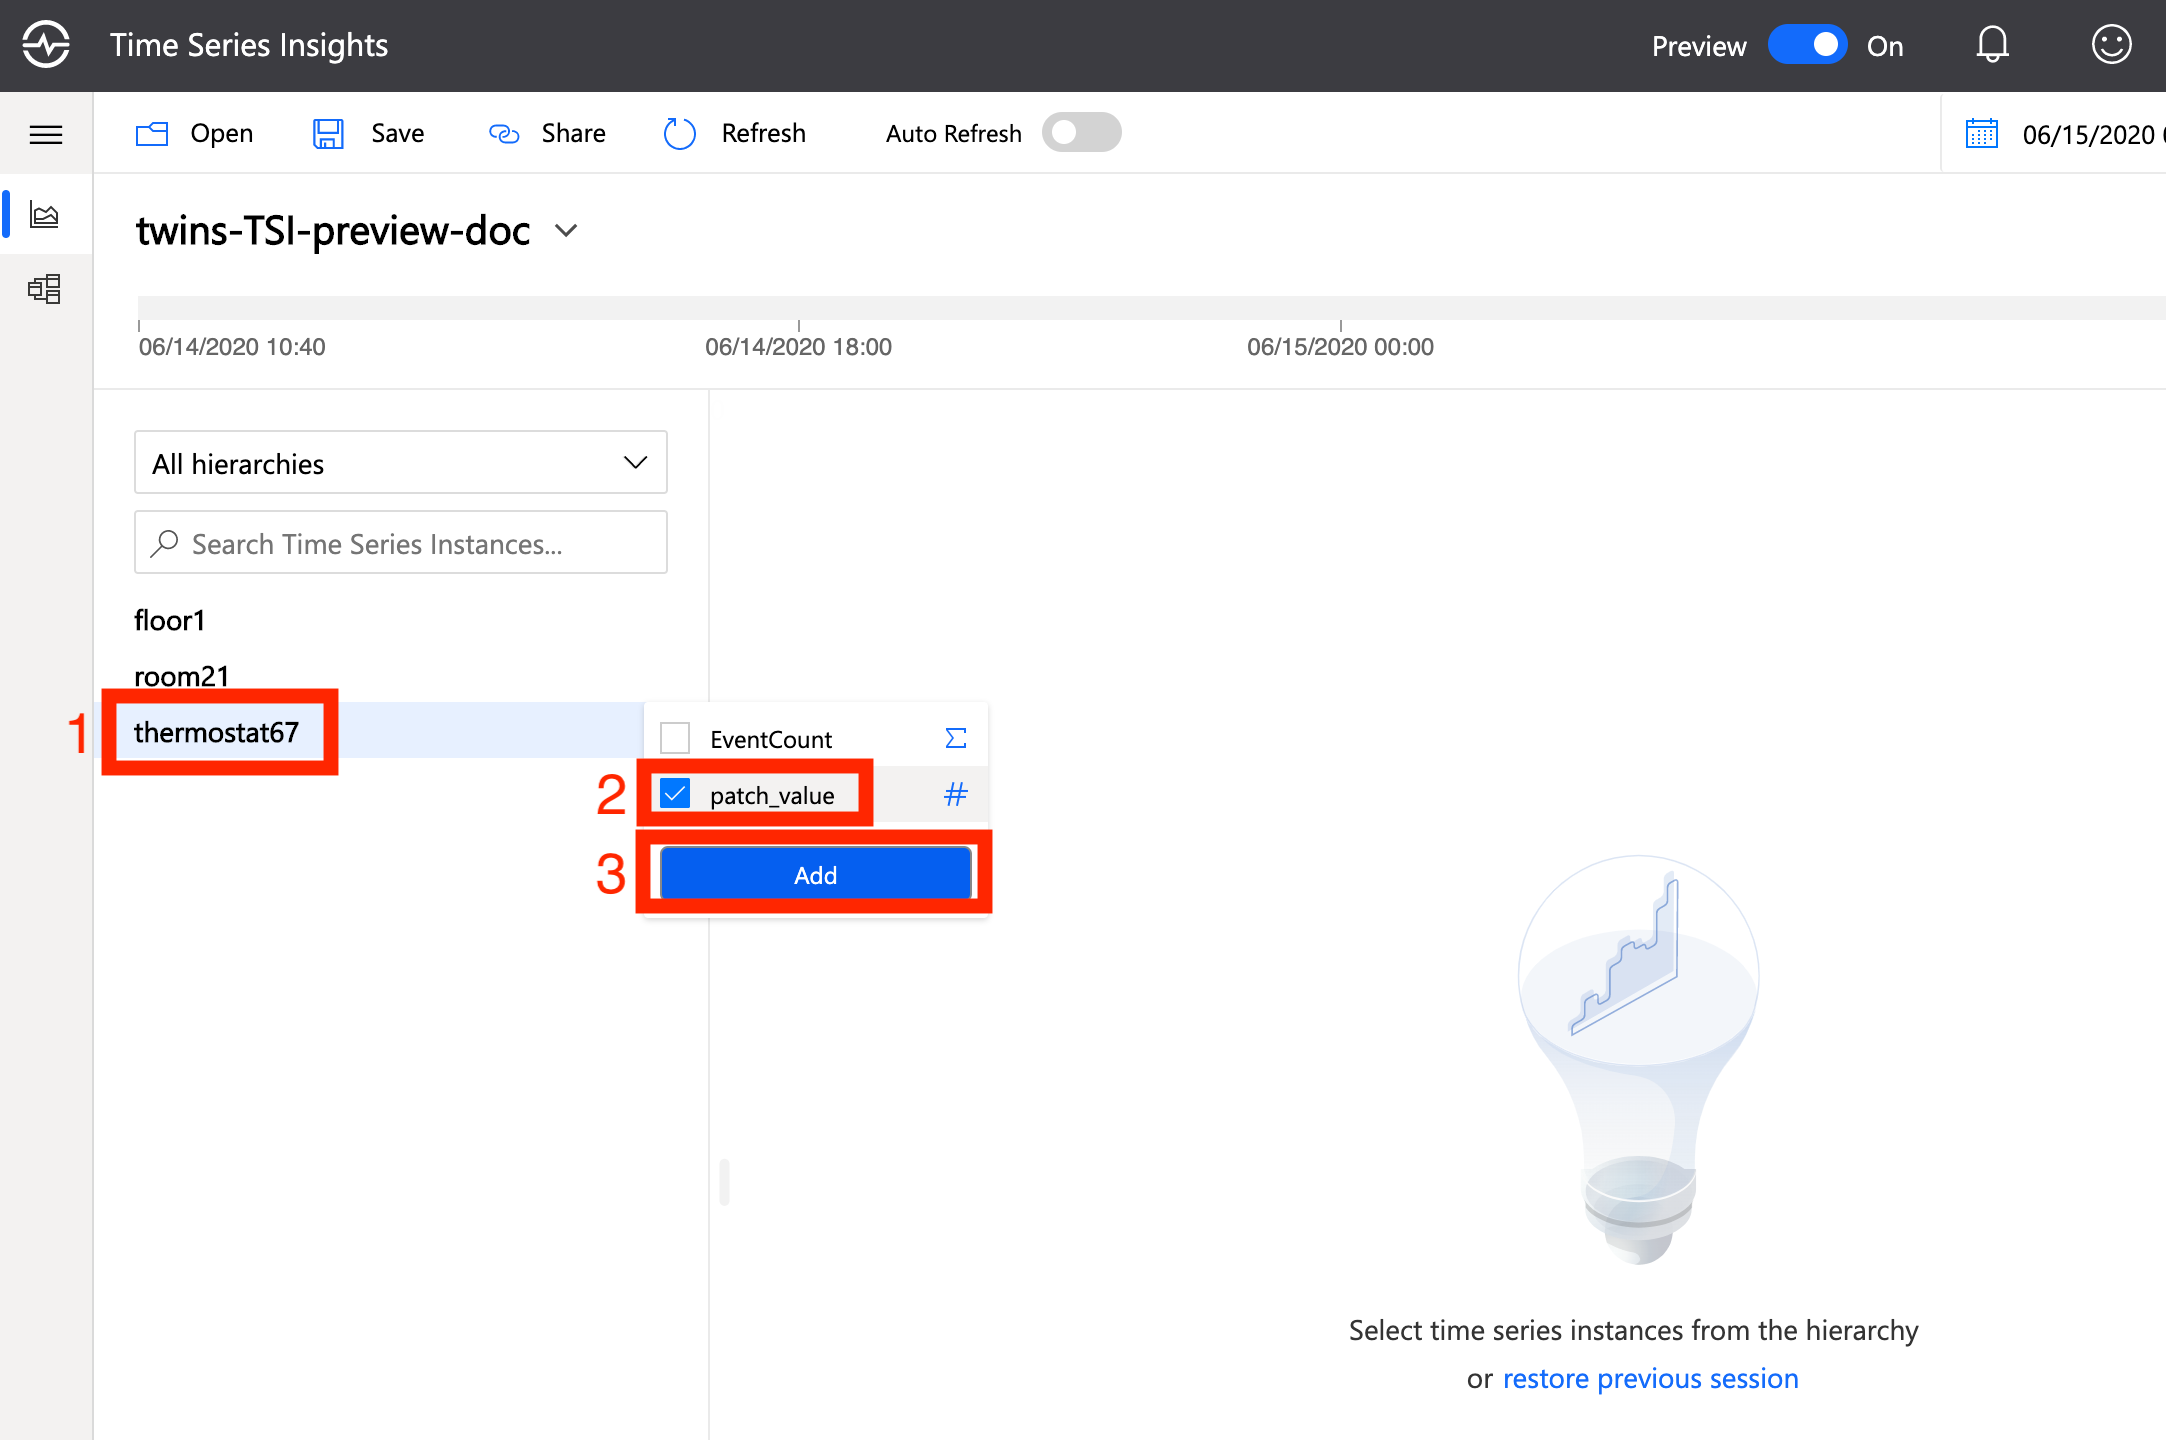 Time Series Insights
Preview On
Open Save Share Refresh Auto Refresh 06/15/2020
twins-TSI-preview-doc
06/14/2020 10:40 06/14/2020 18:00 06/15/2020 00:00
All hierarchies
Search Time Series Instances...
floor1
room21
1 thermostat67
EventCount Σ
2 patch_value #
3 Add
Select time series instances from the hierarchy
or restore previous session